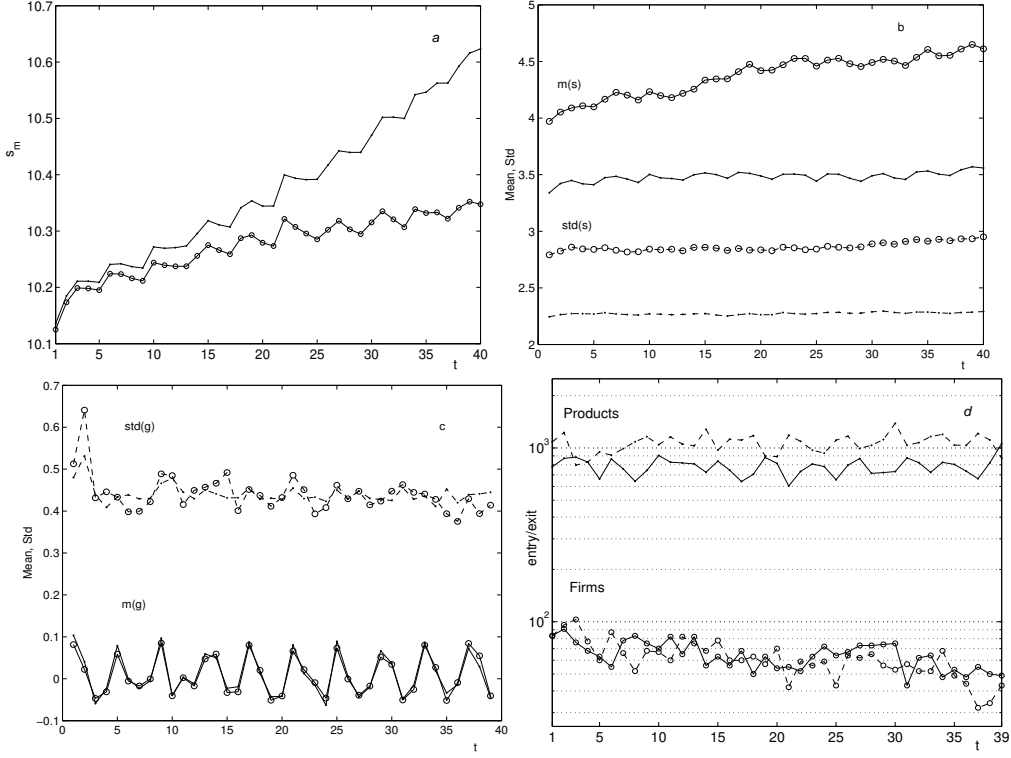 10.7
10.6
10.5
10.4
10.3
10.2
10.1
s_m
a
1 5 10 15 20 25 30 35 40
t
5
4.5
4
3.5
3
2.5
2
Mean, Std
b
m(s)
std(s)
0 5 10 15 20 25 30 35 40
t
0.7
0.6
0.5
0.4
0.3
0.2
0.1
0
−0.1
Mean, Std
std(g)
c
m(g)
0 5 10 15 20 25 30 35 40
t
Products
d
10^3
entry/exit
Firms
10^2
1 5 10 15 20 25 30 35 39
t